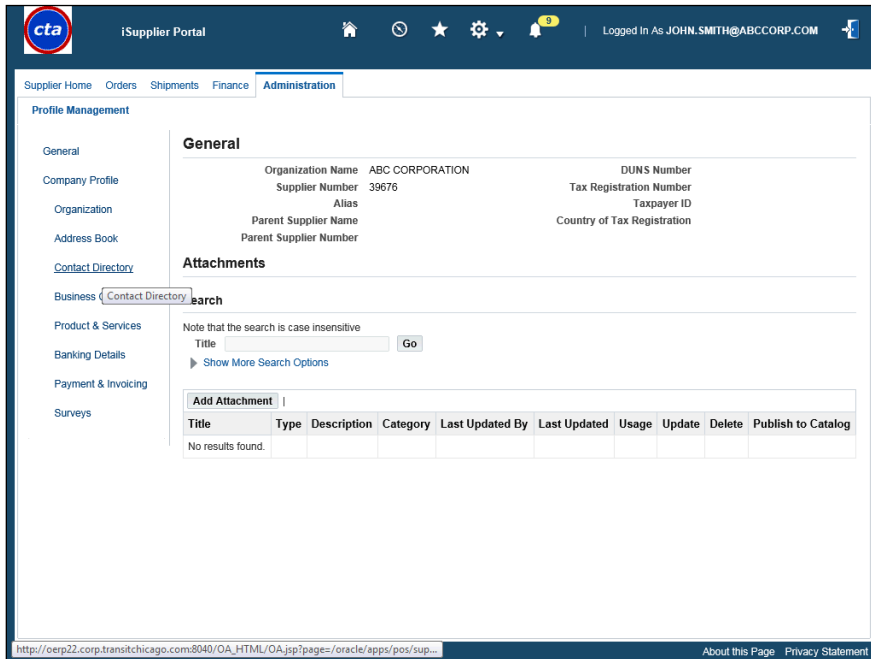 cta
iSupplier Portal
9
| Logged In As JOHN.SMITH@ABCCORP.COM
Supplier Home Orders Shipments Finance Administration
Profile Management
General
Company Profile
Organization
Address Book
Contact Directory
Business
Contact Directory
Product & Services
Banking Details
Payment & Invoicing
Surveys
General
Organization Name ABC CORPORATION
Supplier Number 39676
Alias
Parent Supplier Name
Parent Supplier Number
DUNS Number
Tax Registration Number
Taxpayer ID
Country of Tax Registration
Attachments
earch
Note that the search is case insensitive
Title Go
Show More Search Options
Add Attachment |
Title Type Description Category Last Updated By Last Updated Usage Update Delete Publish to Catalog
No results found.
http://oerp22.corp.transitchicago.com:8040/OA_HTML/OA.jsp?page=/oracle/apps/pos/sup...
About this Page Privacy Statement